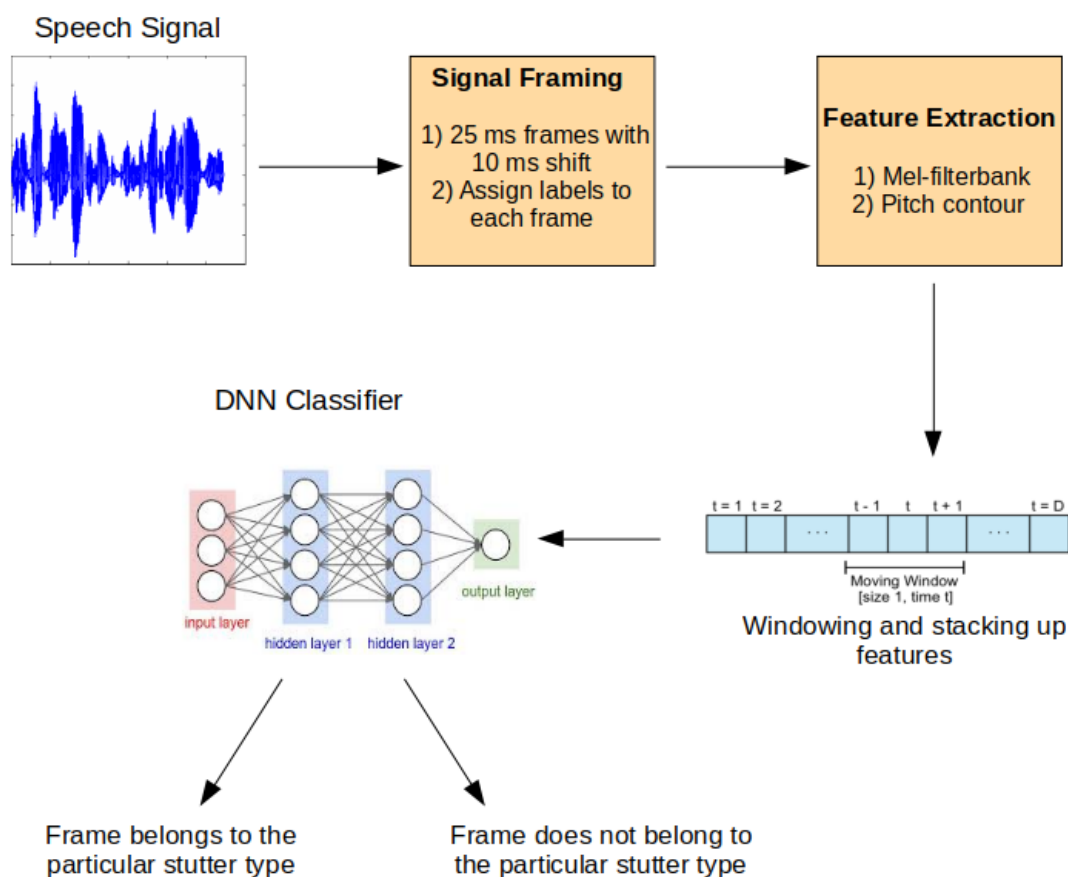 Speech Signal
Signal Framing
1) 25 ms frames with
10 ms shift
2) Assign labels to
each frame
Feature Extraction
1) Mel-filterbank
2) Pitch contour
DNN Classifier
input layer
hidden layer 1
hidden layer 2
output layer
t = 1
t = 2
. . .
t - 1
t
t + 1
. . .
t = D
Moving Window
[size 1, time t]
Windowing and stacking up
features
Frame belongs to the
particular stutter type
Frame does not belong to
the particular stutter type